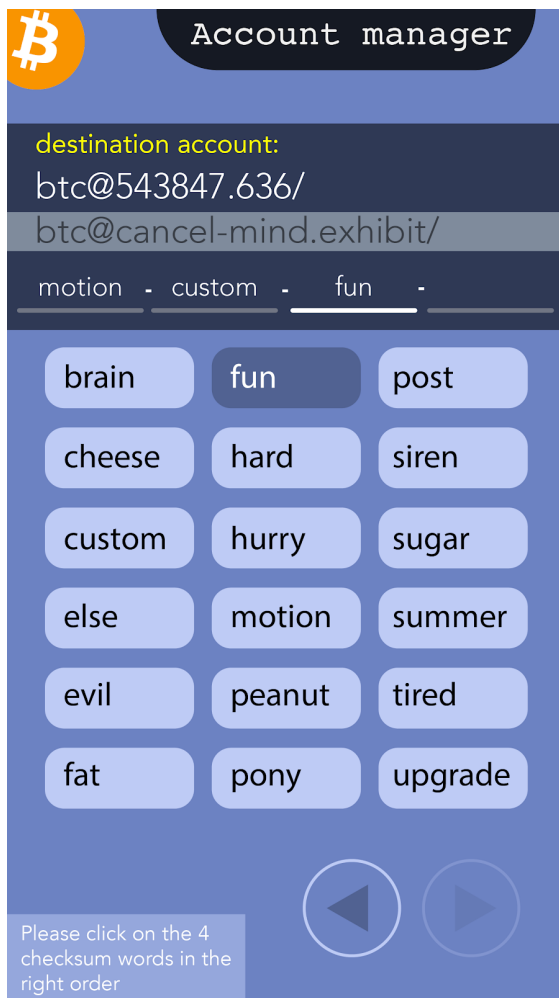 Account manager
destination account:
btc@543847.636/
btc@cancel-mind.exhibit/
motion - custom - fun -
brain fun post
cheese hard siren
custom hurry sugar
else motion summer
evil peanut tired
fat pony upgrade
Please click on the 4
checksum words in the
right order